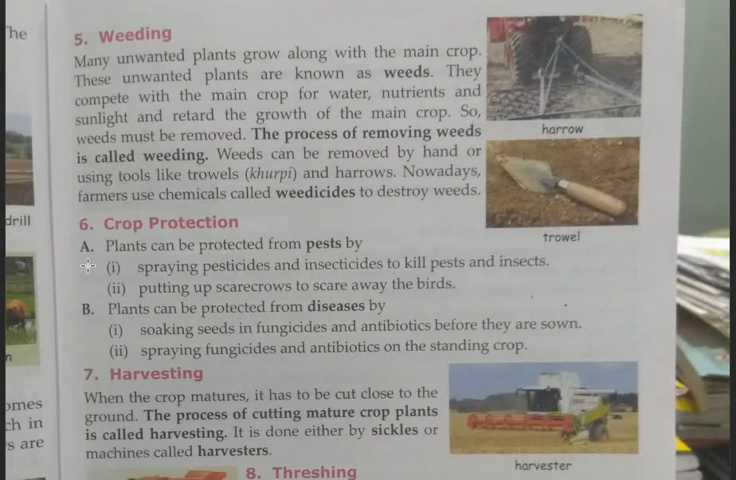 The
5. Weeding
Many unwanted plants grow along with the main crop.
These unwanted plants are known as weeds. They
compete with the main crop for water, nutrients and
sunlight and retard the growth of the main crop. So,
weeds must be removed. The process of removing weeds
is called weeding. Weeds can be removed by hand or
using tools like trowels (khurpi) and harrows. Nowadays,
farmers use chemicals called weedicides to destroy weeds.
harrow
trowel
drill
6. Crop Protection
A. Plants can be protected from pests by
(i) spraying pesticides and insecticides to kill pests and insects.
(ii) putting up scarecrows to scare away the birds.
B. Plants can be protected from diseases by
(i) soaking seeds in fungicides and antibiotics before they are sown.
(ii) spraying fungicides and antibiotics on the standing crop.
7. Harvesting
When the crop matures, it has to be cut close to the
ground. The process of cutting mature crop plants
is called harvesting. It is done either by sickles or
machines called harvesters.
harvester
omes
ch in
s are
8. Threshing